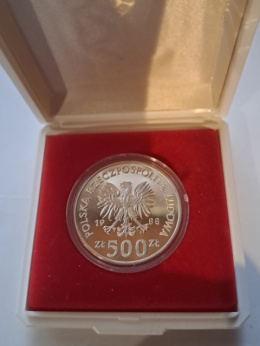 POLSKA RZECZPOSPOLITA LUDOWA
19 88
ZŁ 500 ZŁ